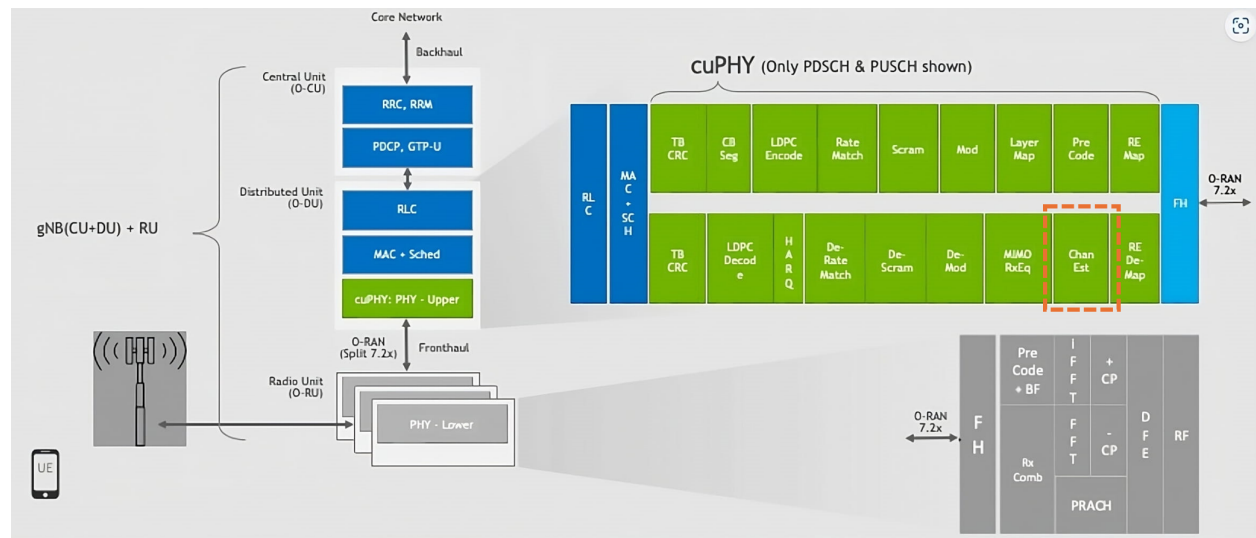 Core Network
Backhaul
Central Unit
(O-CU)
RRC, RRM
PDCP, GTP-U
Distributed Unit
(O-DU)
RLC
MAC + Sched
cuPHY: PHY - Upper
gNB(CU+DU) + RU
O-RAN
(Split 7.2x)
Fronthaul
Radio Unit
(O-RU)
PHY - Lower
UE
cuPHY (Only PDSCH & PUSCH shown)
RL
C
MA
C
+
SC
H
TB
CRC
CB
Seg
LDPC
Encode
Rate
Match
Scram
Mod
Layer
Map
Pre
Code
RE
Map
FH
O-RAN
7.2x
TB
CRC
LDPC
Decod
e
H
A
R
Q
De-
Rate
Match
De-
Scram
De-
Mod
MIMO
RxEq
Chan
Est
RE
De-
Map
O-RAN
7.2x
F
H
Pre
Code
+ BF
I
F
F
T
+
CP
Rx
Comb
F
F
T
-
CP
PRACH
D
F
E
RF